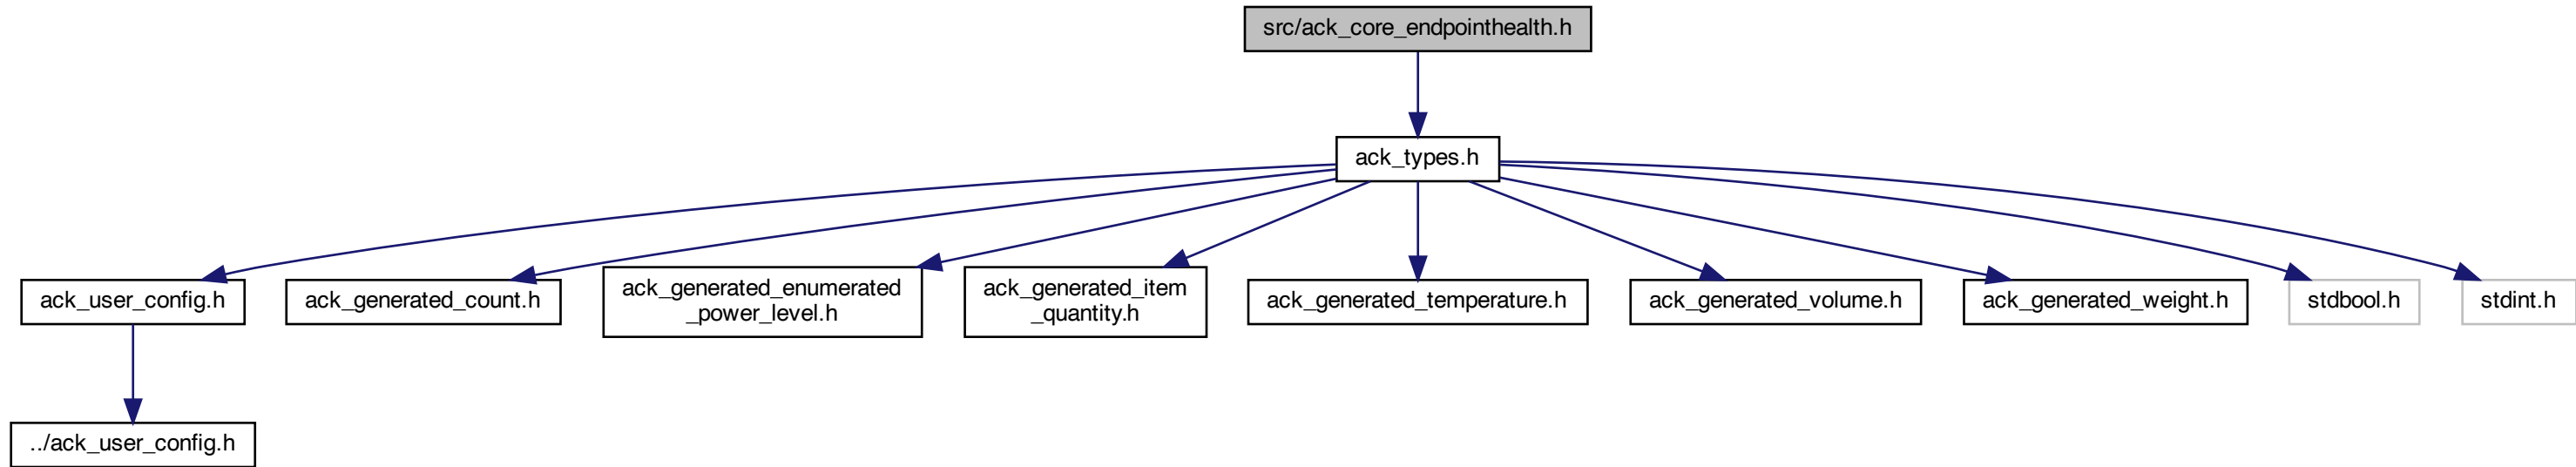 src/ack_core_endpointhealth.h
ack_types.h
ack_user_config.h
ack_generated_count.h
ack_generated_enumerated
_power_level.h
ack_generated_item
_quantity.h
ack_generated_temperature.h
ack_generated_volume.h
ack_generated_weight.h
stdbool.h
stdint.h
../ack_user_config.h